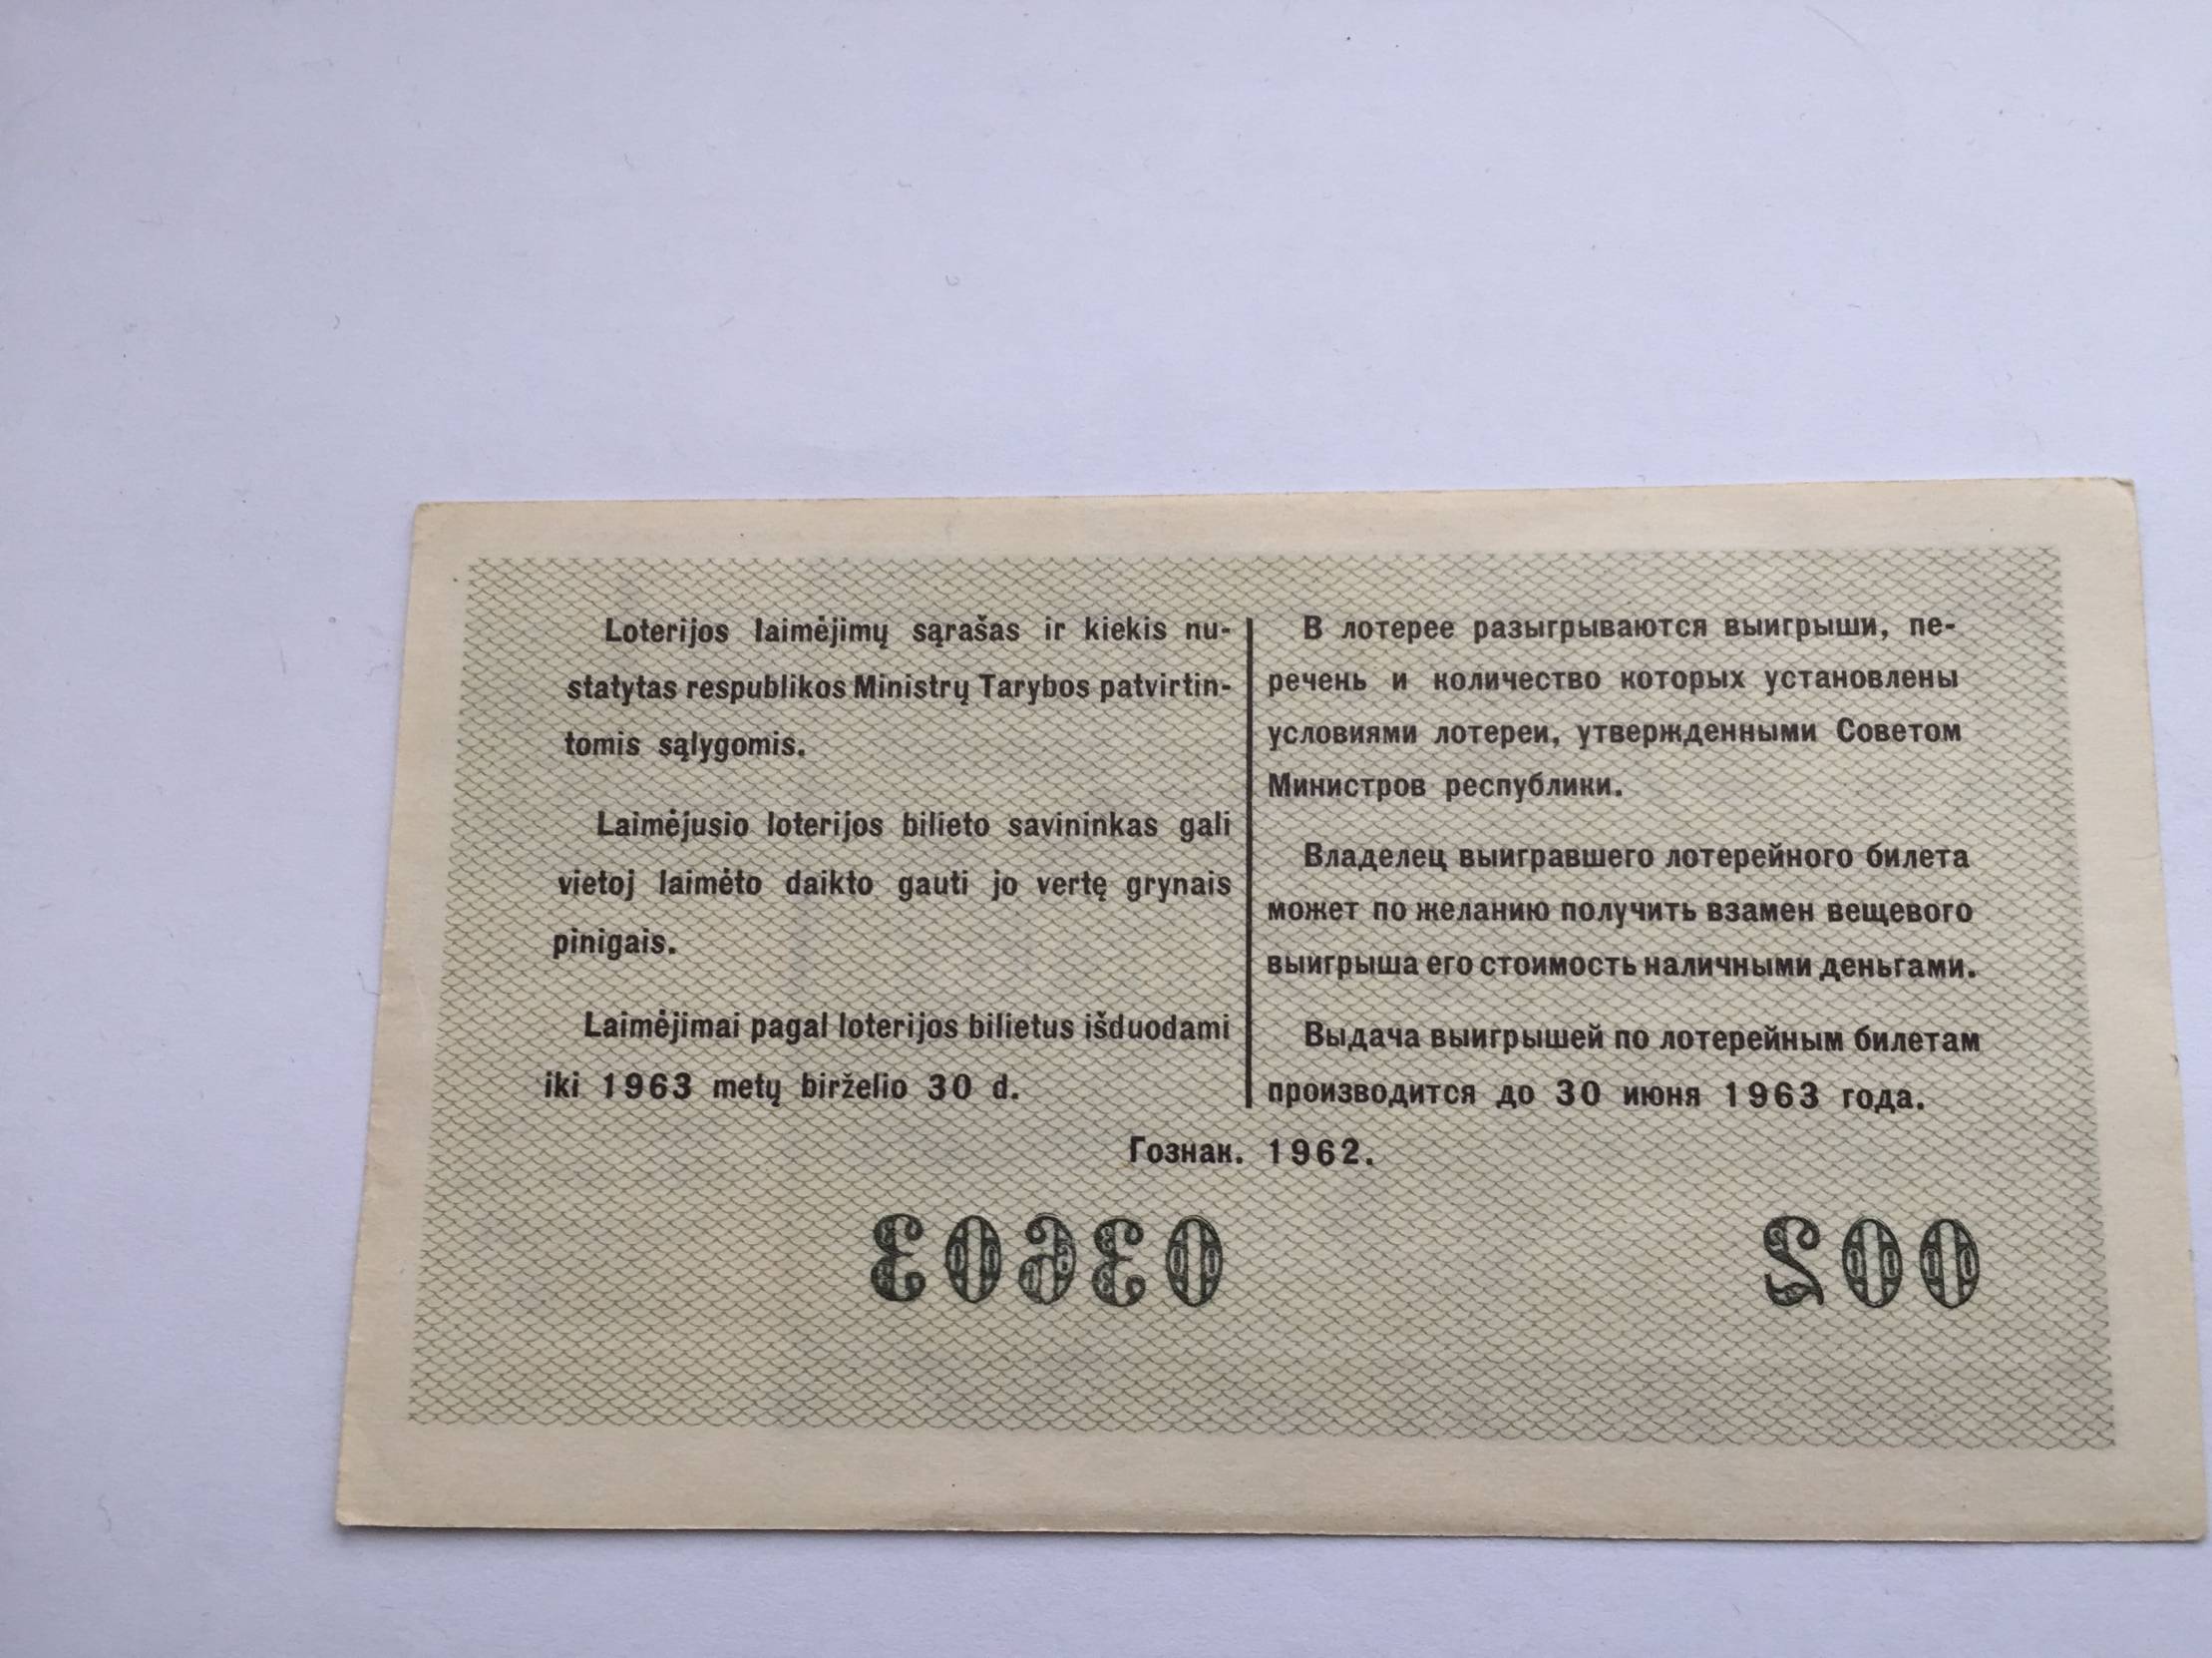 Loterijos laimėjimų sąrašas ir kiekis nu-
statytas respublikos Ministrų Tarybos patvirtin-
tomis sąlygomis.
Laimėjusio loterijos bilieto savininkas gali
vietoj laimėto daikto gauti jo vertę grynais
pinigais.
Laimėjimai pagal loterijos bilietus išduodami
iki 1963 metų birželio 30 d.
В лотерее разыгрываются выигрыши, пе-
речень и количество которых установлены
условиями лотереи, утвержденными Советом
Министров республики.
Владелец выигравшего лотерейного билета
может по желанию получить взамен вещевого
выигрыша его стоимость наличными деньгами.
Выдача выигрышей по лотерейным билетам
производится до 30 июня 1963 года.
Гознак. 1962.
03603
002